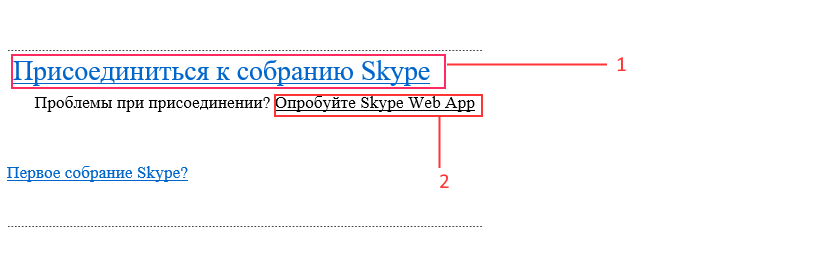 Присоединиться к собранию Skype
1
Проблемы при присоединении? Опробуйте Skype Web App
2
Первое собрание Skype?